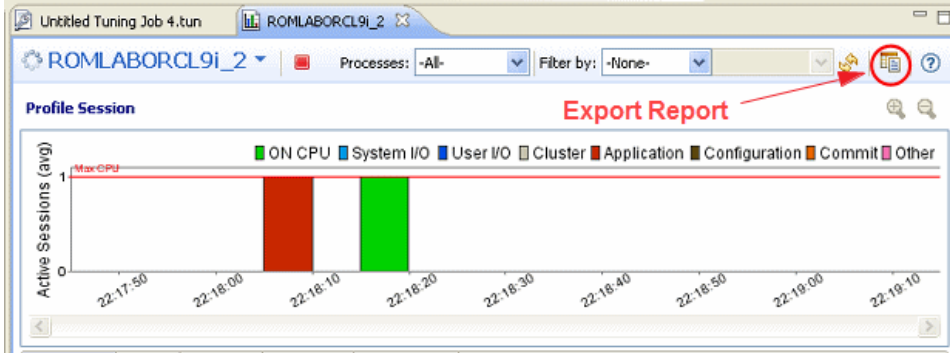 Untitled Tuning Job 4.tun ROMLABORCL9i_2
ROMLABORCL9i_2 Processes: -All- Filter by: -None-
Export Report
Profile Session
ON CPU System I/O User I/O Cluster Application Configuration Commit Other
Max CPU
Active Sessions (avg)
1
0
22:17:50 22:18:00 22:18:10 22:18:20 22:18:30 22:18:40 22:18:50 22:19:00 22:19:10